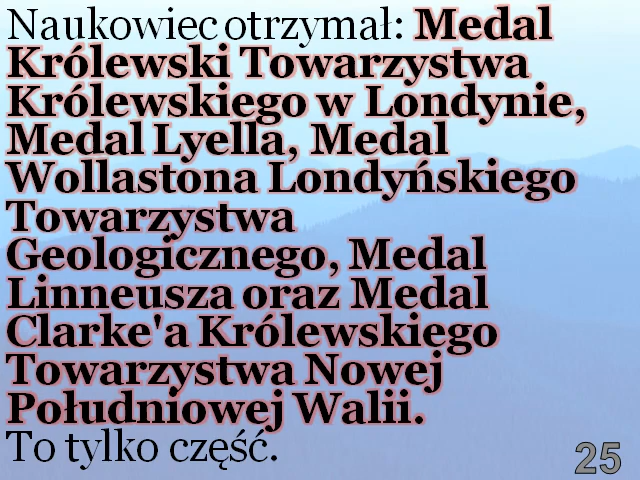 Naukowiec otrzymał: Medal
Królewski Towarzystwa
Królewskiego w Londynie,
Medal Lyella, Medal
Wollastona Londyńskiego
Towarzystwa
Geologicznego, Medal
Linneusza oraz Medal
Clarke'a Królewskiego
Towarzystwa Nowej
Południowej Walii.
To tylko część.
25